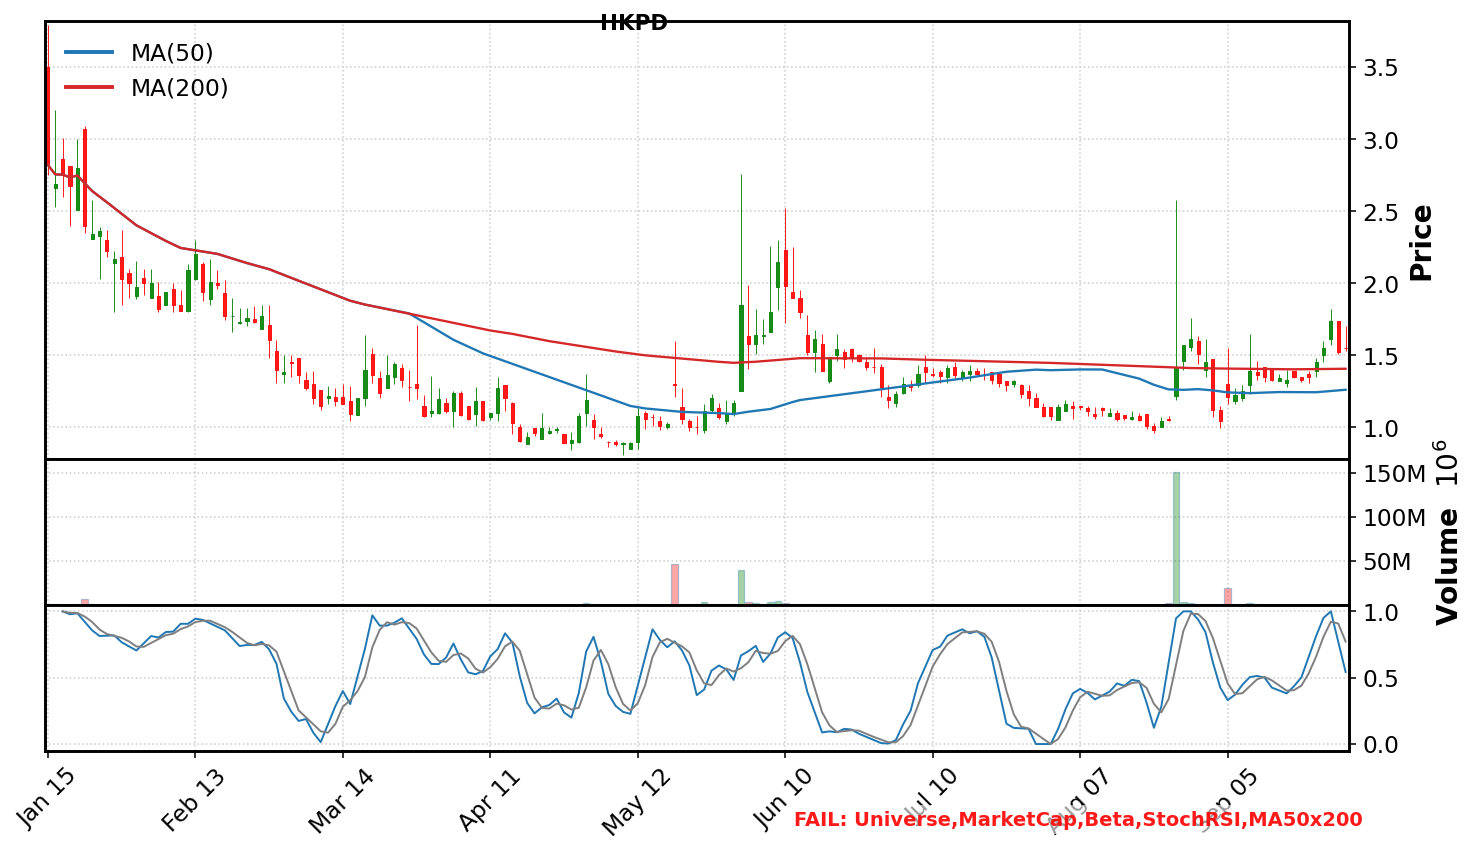 HKPD
MA(50)
MA(200)
3.5
3.0
2.5
2.0
1.5
1.0
Price
150M
100M
50M
Volume 10^6
1.0
0.5
0.0
Jan 15
Feb 13
Mar 14
Apr 11
May 12
Jun 10
Jul 10
Aug 07
Sep 05
FAIL: Universe,MarketCap,Beta,StochRSI,MA50x200